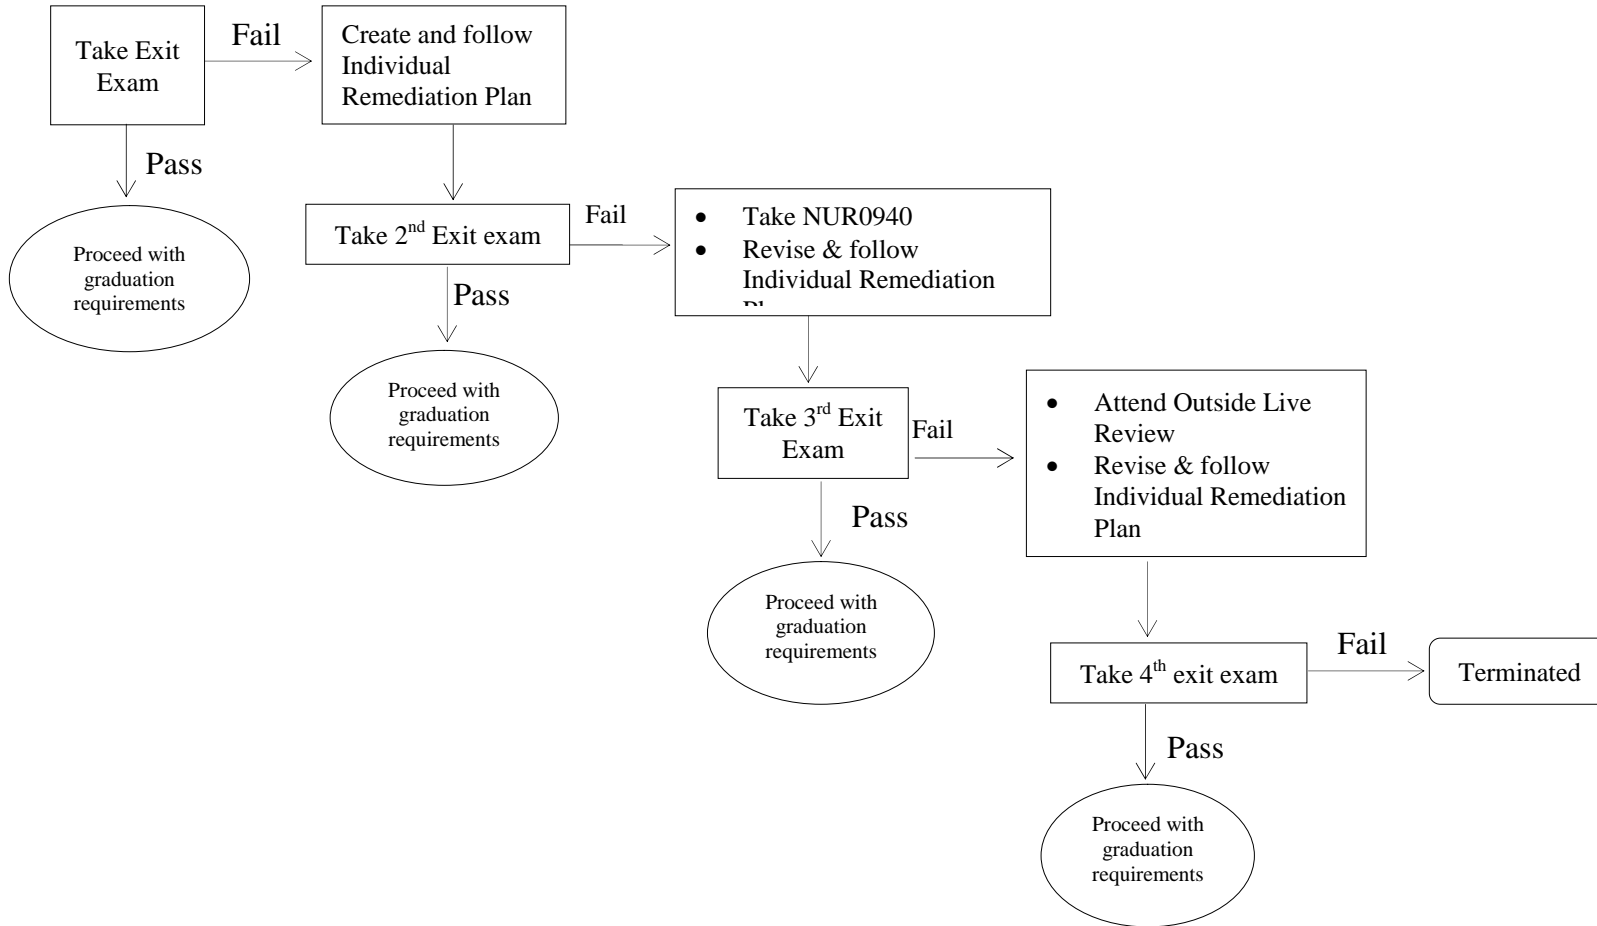 Take Exit
Exam
Fail
Create and follow
Individual
Remediation Plan
Pass
Proceed with
graduation
requirements
Take 2nd Exit exam
Fail
• Take NUR0940
• Revise & follow
Individual Remediation
Pass
Proceed with
graduation
requirements
Take 3rd Exit
Exam
Fail
• Attend Outside Live
Review
• Revise & follow
Individual Remediation
Plan
Pass
Proceed with
graduation
requirements
Take 4th exit exam
Fail
Terminated
Pass
Proceed with
graduation
requirements